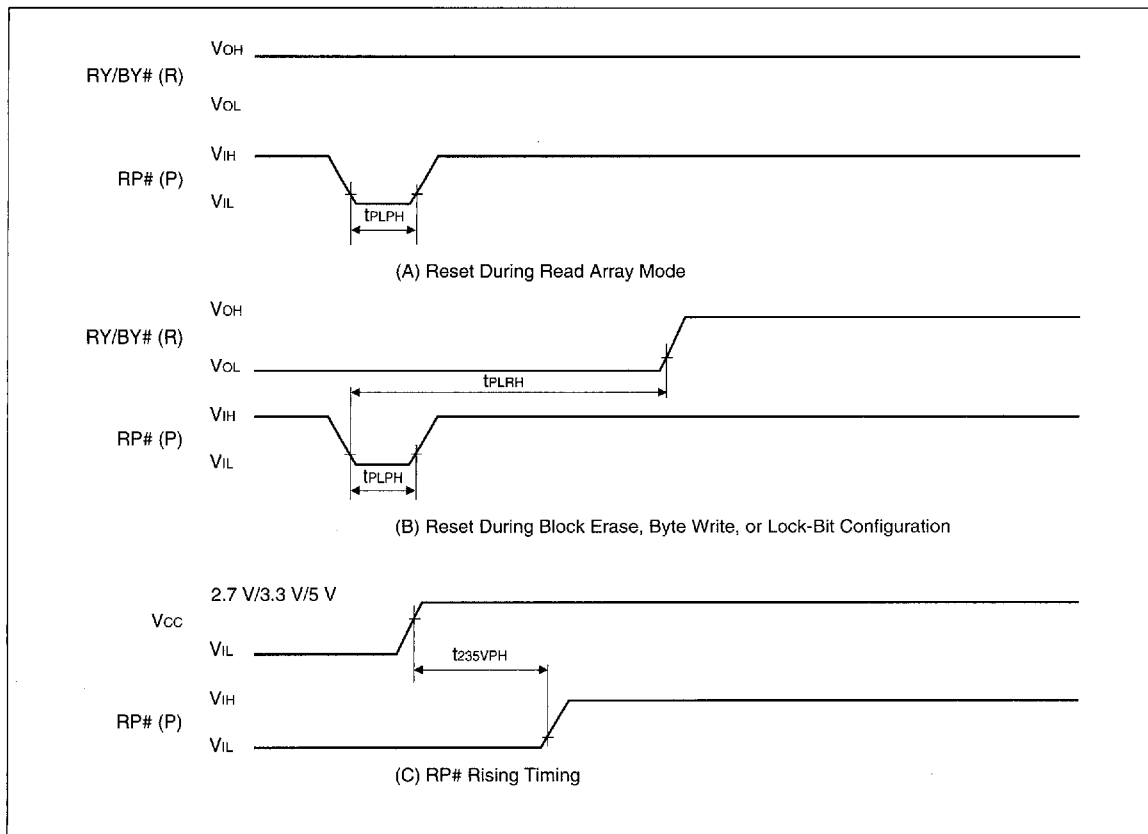 VOH
RY/BY# (R)
VOL
VIH
RP# (P)
VIL
tPLPH
(A) Reset During Read Array Mode
VOH
RY/BY# (R)
VOL
tPLRH
VIH
RP# (P)
VIL
tPLPH
(B) Reset During Block Erase, Byte Write, or Lock-Bit Configuration
2.7 V/3.3 V/5 V
VCC
VIL
t235VPH
VIH
RP# (P)
VIL
(C) RP# Rising Timing